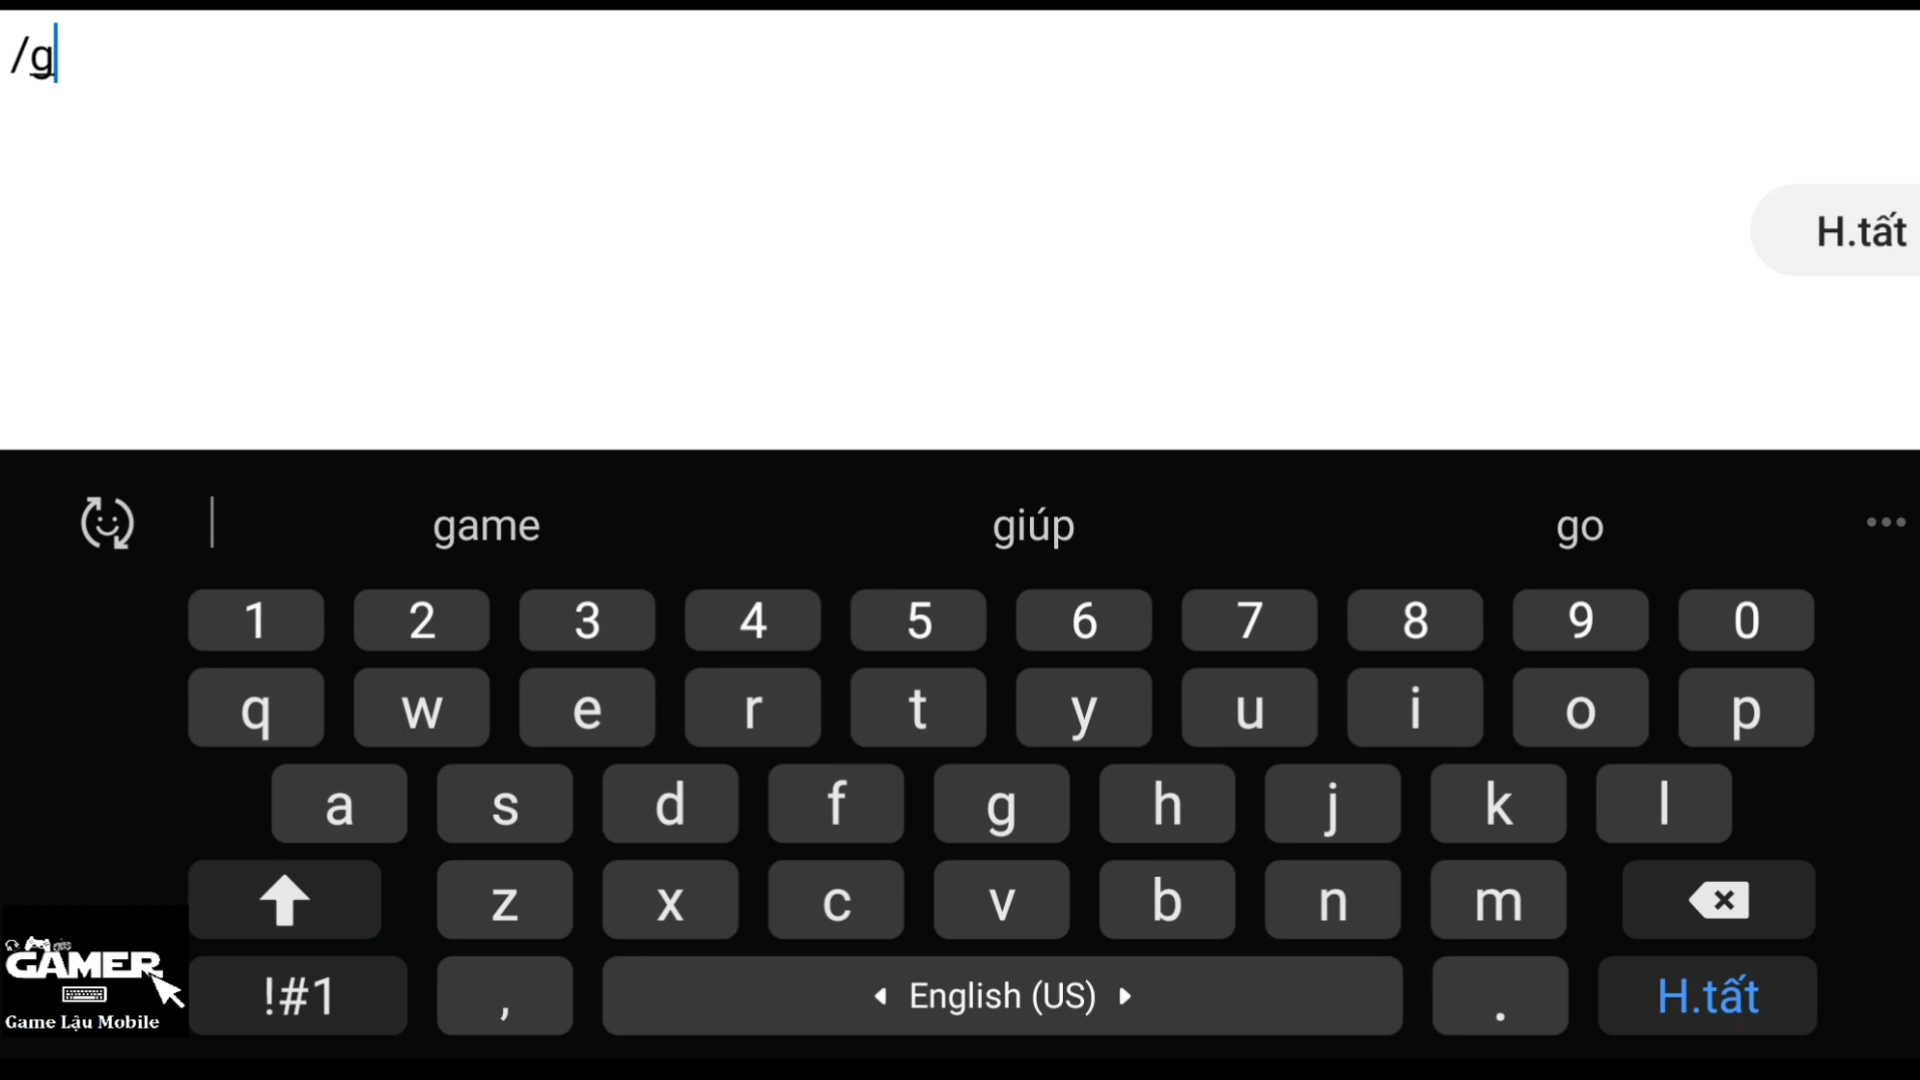 /g
H.tất
game giúp go
1 2 3 4 5 6 7 8 9 0
q w e r t y u i o p
a s d f g h j k l
z x c v b n m
!#1 , English (US) . H.tất
GAMER
Game Lậu Mobile